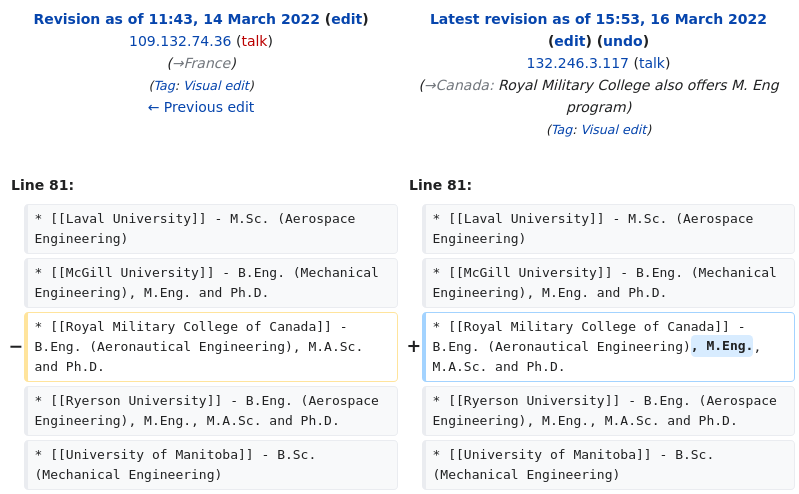 Revision as of 11:43, 14 March 2022 (edit)
109.132.74.36 (talk)
(→France)
(Tag: Visual edit)
← Previous edit
Latest revision as of 15:53, 16 March 2022
(edit) (undo)
132.246.3.117 (talk)
(→Canada: Royal Military College also offers M. Eng
program)
(Tag: Visual edit)
Line 81:
* [[Laval University]] - M.Sc. (Aerospace
Engineering)
* [[McGill University]] - B.Eng. (Mechanical
Engineering), M.Eng. and Ph.D.
− * [[Royal Military College of Canada]] -
B.Eng. (Aeronautical Engineering), M.A.Sc.
and Ph.D.
* [[Ryerson University]] - B.Eng. (Aerospace
Engineering), M.Eng., M.A.Sc. and Ph.D.
* [[University of Manitoba]] - B.Sc.
(Mechanical Engineering)
Line 81:
* [[Laval University]] - M.Sc. (Aerospace
Engineering)
* [[McGill University]] - B.Eng. (Mechanical
Engineering), M.Eng. and Ph.D.
+ * [[Royal Military College of Canada]] -
B.Eng. (Aeronautical Engineering), M.Eng.,
M.A.Sc. and Ph.D.
* [[Ryerson University]] - B.Eng. (Aerospace
Engineering), M.Eng., M.A.Sc. and Ph.D.
* [[University of Manitoba]] - B.Sc.
(Mechanical Engineering)